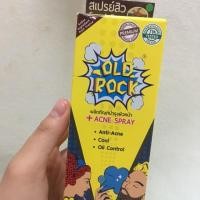 สเปรย์สิว
PREMIUM
OLD
ROCK
ผลิตภัณฑ์บำรุงผิวหน้า
+ ACNE SPRAY
• Anti-Acne
• Cool
• Oil Control